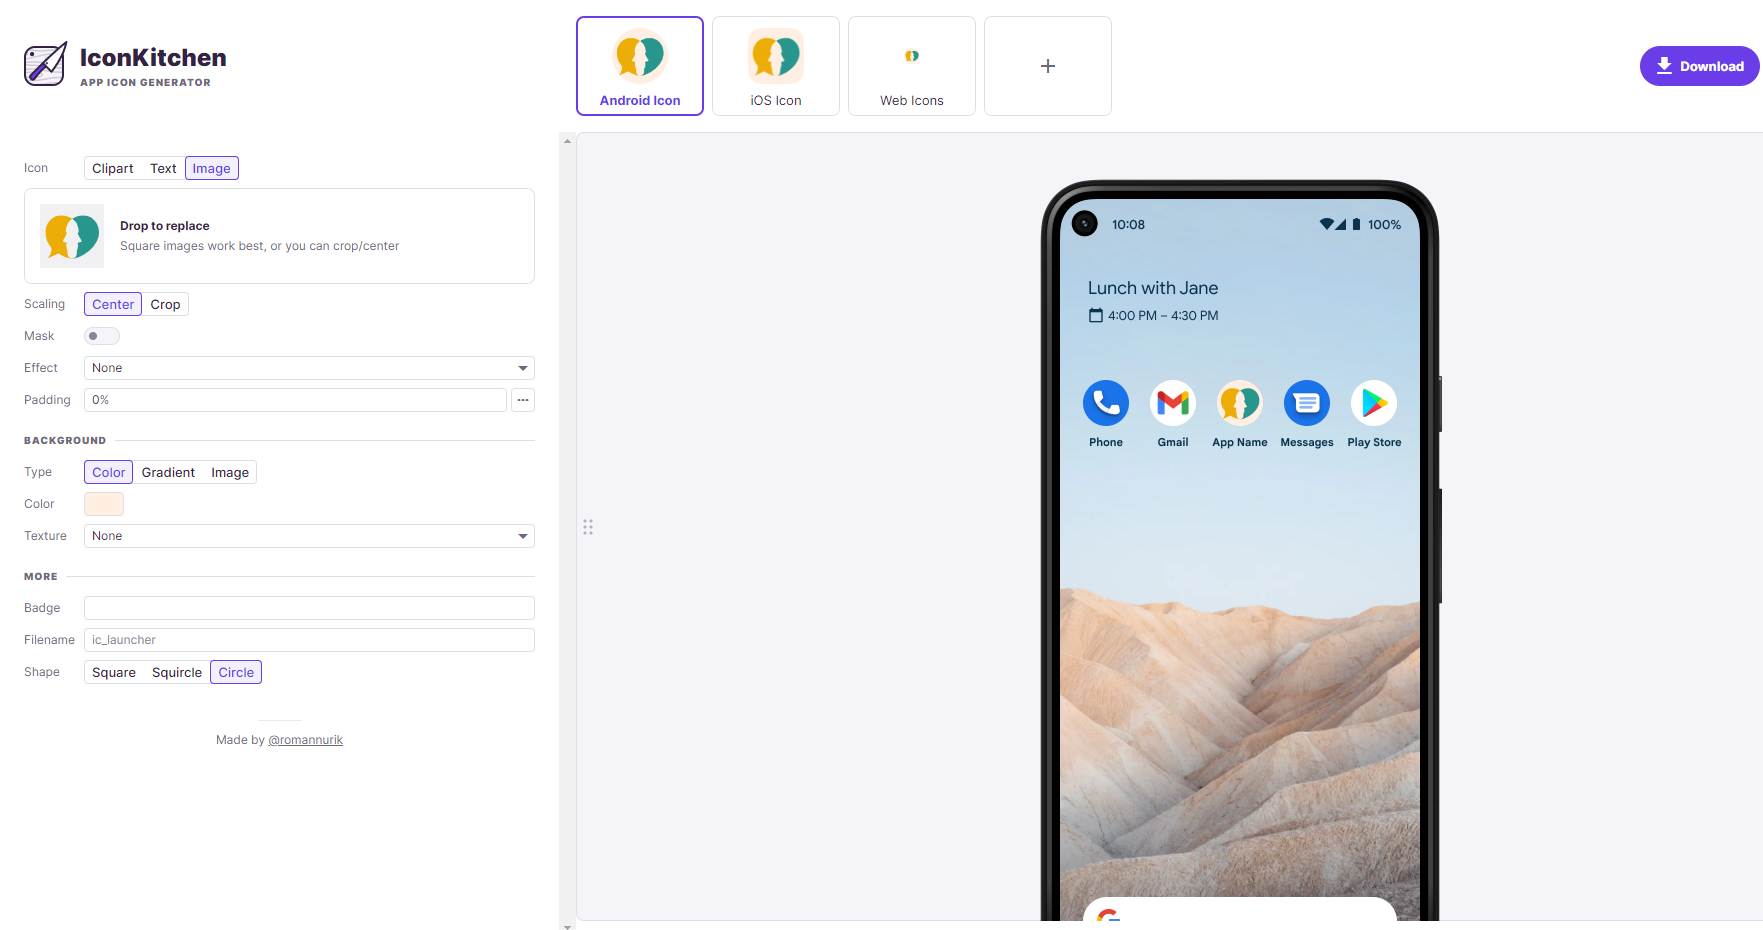 IconKitchen
APP ICON GENERATOR
Android Icon
iOS Icon
Web Icons
+
Download
Icon
Clipart Text Image
Drop to replace
Square images work best, or you can crop/center
Scaling
Center Crop
Mask
Effect
None
Padding
0%
...
BACKGROUND
Type
Color Gradient Image
Color
Texture
None
MORE
Badge
Filename
ic_launcher
Shape
Square Squircle Circle
Made by @romannurik
10:08
100%
Lunch with Jane
4:00 PM – 4:30 PM
Phone
Gmail
App Name
Messages
Play Store